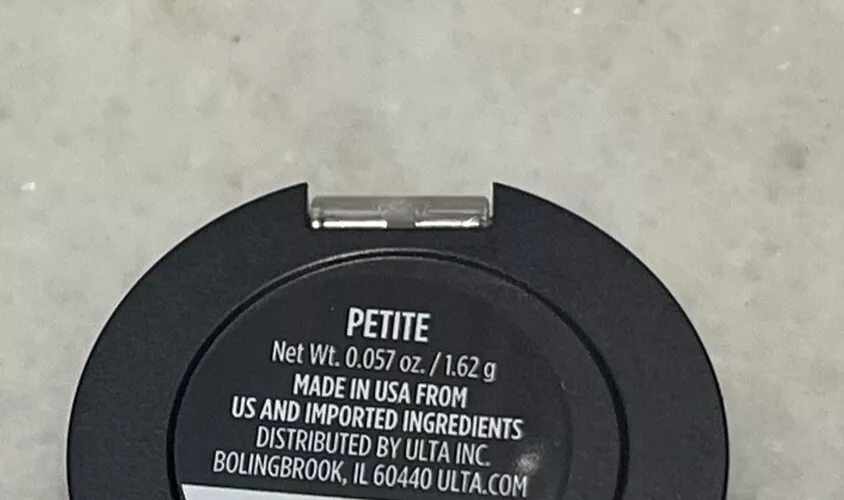 PETITE
Net Wt. 0.057 oz. / 1.62 g
MADE IN USA FROM
US AND IMPORTED INGREDIENTS
DISTRIBUTED BY ULTA INC.
BOLINGBROOK, IL 60440 ULTA.COM